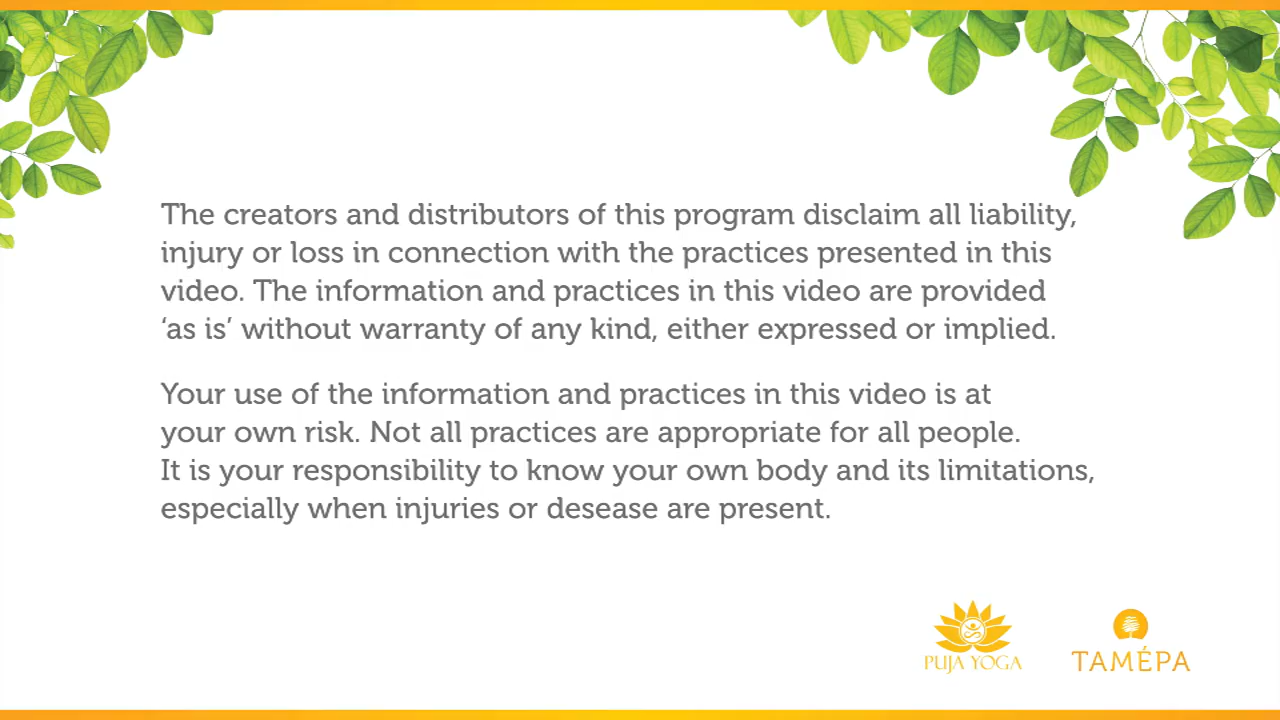 The creators and distributors of this program disclaim all liability,
injury or loss in connection with the practices presented in this
video. The information and practices in this video are provided
‘as is’ without warranty of any kind, either expressed or implied.
Your use of the information and practices in this video is at
your own risk. Not all practices are appropriate for all people.
It is your responsibility to know your own body and its limitations,
especially when injuries or desease are present.
PUJA YOGA
TAMÉPA